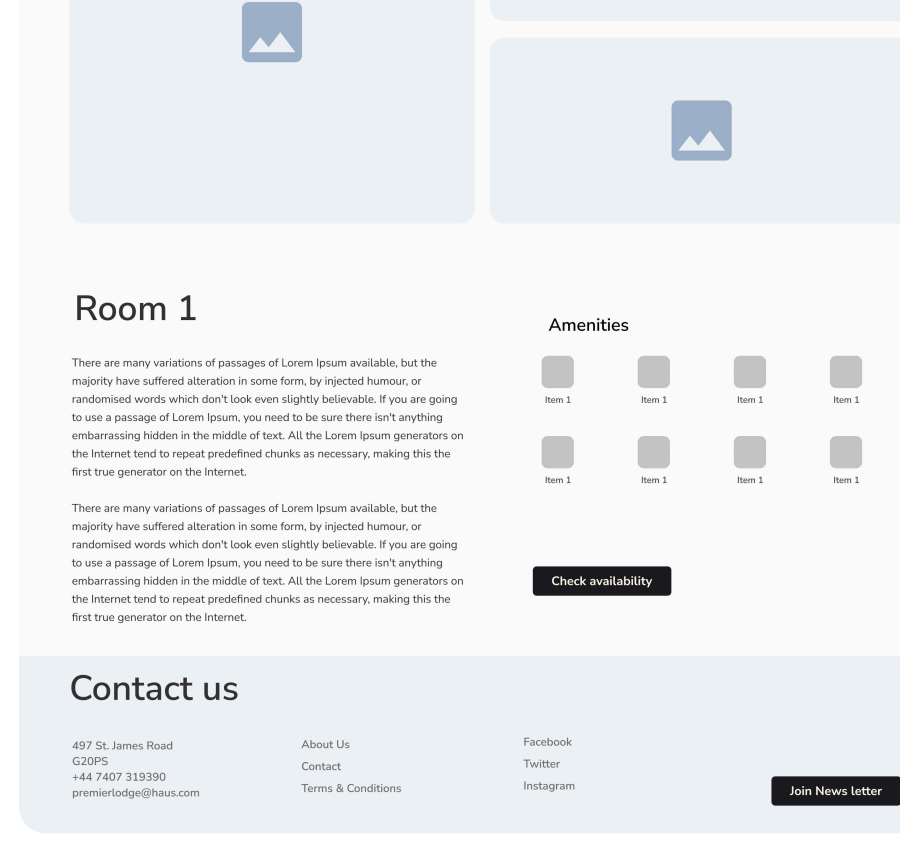 Room 1
There are many variations of passages of Lorem Ipsum available, but the
majority have suffered alteration in some form, by injected humour, or
randomised words which don't look even slightly believable. If you are going
to use a passage of Lorem Ipsum, you need to be sure there isn't anything
embarrassing hidden in the middle of text. All the Lorem Ipsum generators on
the Internet tend to repeat predefined chunks as necessary, making this the
first true generator on the Internet.
There are many variations of passages of Lorem Ipsum available, but the
majority have suffered alteration in some form, by injected humour, or
randomised words which don't look even slightly believable. If you are going
to use a passage of Lorem Ipsum, you need to be sure there isn't anything
embarrassing hidden in the middle of text. All the Lorem Ipsum generators on
the Internet tend to repeat predefined chunks as necessary, making this the
first true generator on the Internet.
Amenities
Item 1 Item 1 Item 1 Item 1
Item 1 Item 1 Item 1 Item 1
Check availability
Contact us
497 St. James Road
G20PS
+44 7407 319390
premierlodge@haus.com
About Us
Contact
Terms & Conditions
Facebook
Twitter
Instagram
Join News letter